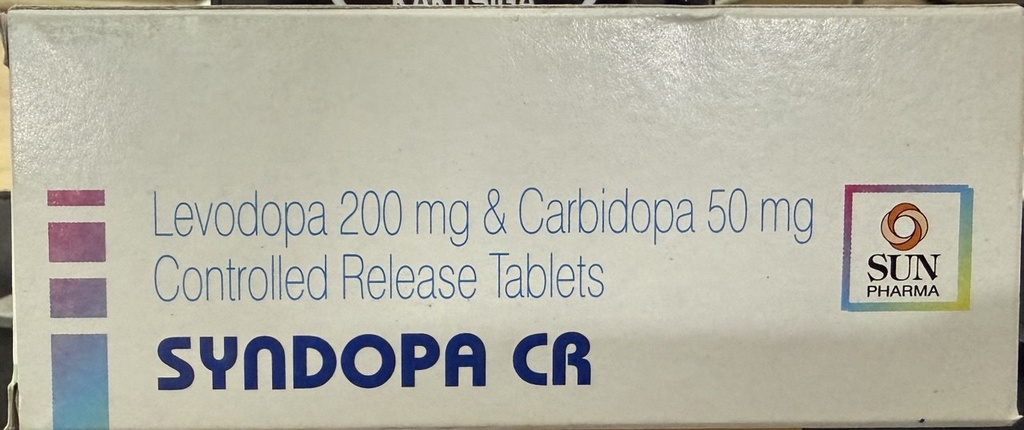 Levodopa 200 mg & Carbidopa 50 mg
Controlled Release Tablets
SYNDOPA CR
SUN
PHARMA